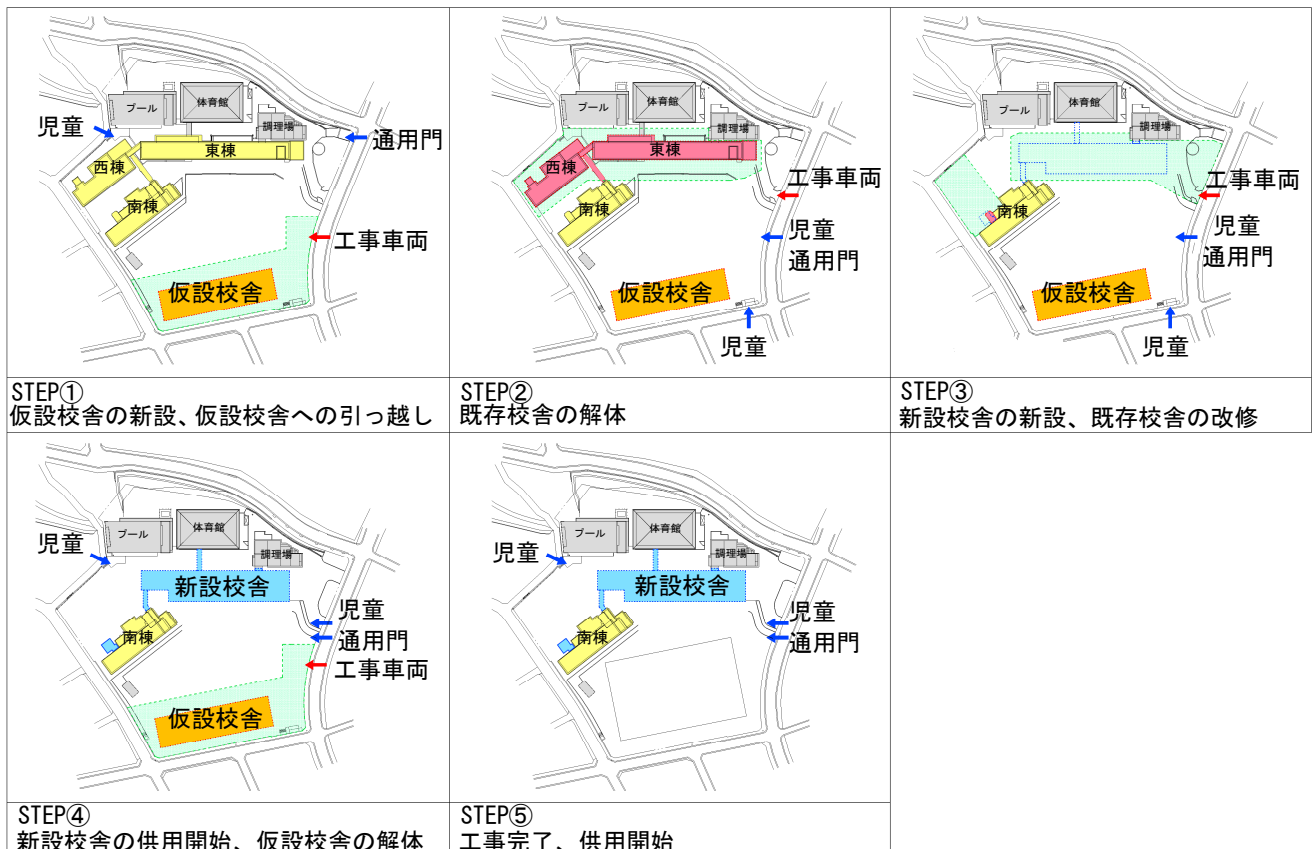 プール
体育館
調理場
児童
通用門
東棟
西棟
南棟
工事車両
仮設校舎
STEP①
仮設校舎の新設、仮設校舎への引っ越し
プール
体育館
調理場
東棟
西棟
工事車両
南棟
児童
通用門
仮設校舎
児童
STEP②
既存校舎の解体
プール
体育館
調理場
工事車両
南棟
児童
通用門
仮設校舎
児童
STEP③
新設校舎の新設、既存校舎の改修
プール
体育館
児童
調理場
新設校舎
児童
南棟
通用門
工事車両
仮設校舎
STEP④
新設校舎の供用開始、仮設校舎の解体
プール
体育館
児童
調理場
新設校舎
児童
南棟
通用門
STEP⑤
工事完了、供用開始